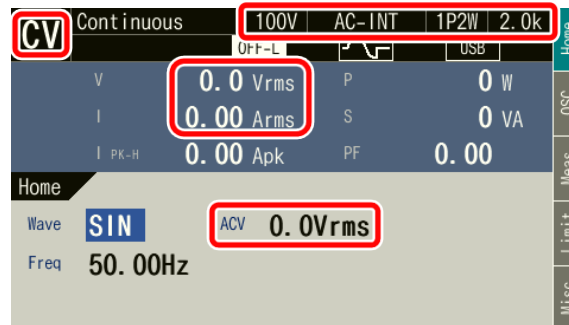 CV Continuous 100V AC-INT 1P2W 2.0k
OFF-L USB
V 0.0 Vrms P 0 W
I 0.00 Arms S 0 VA
I PK-H 0.00 Apk PF 0.00
Home
Wave SIN ACV 0.0Vrms
Freq 50.00Hz
Home
OSC
Meas
Limit
Misc